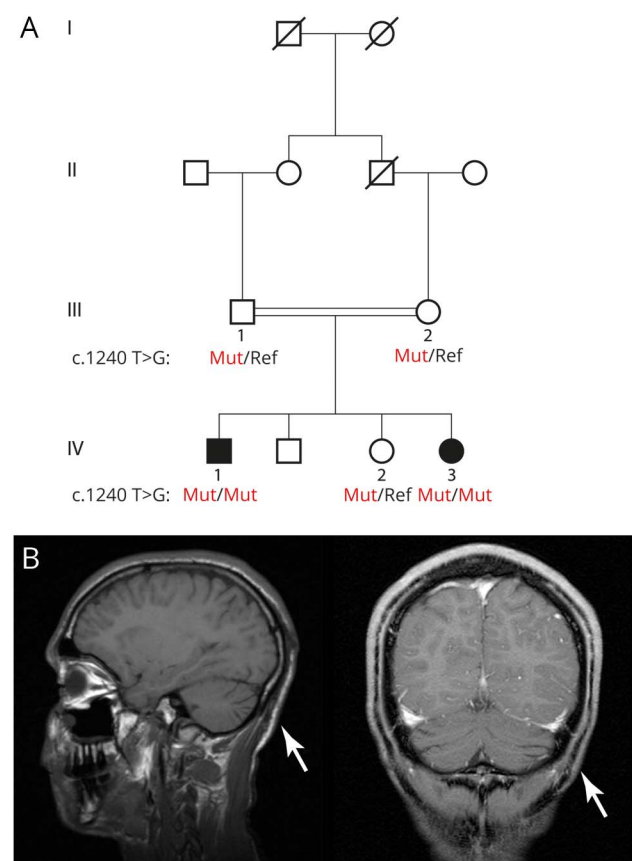 A
I
II
III
1
2
c.1240 T>G:
Mut/Ref
Mut/Ref
IV
1
2
3
c.1240 T>G:
Mut/Mut
Mut/Ref
Mut/Mut
B